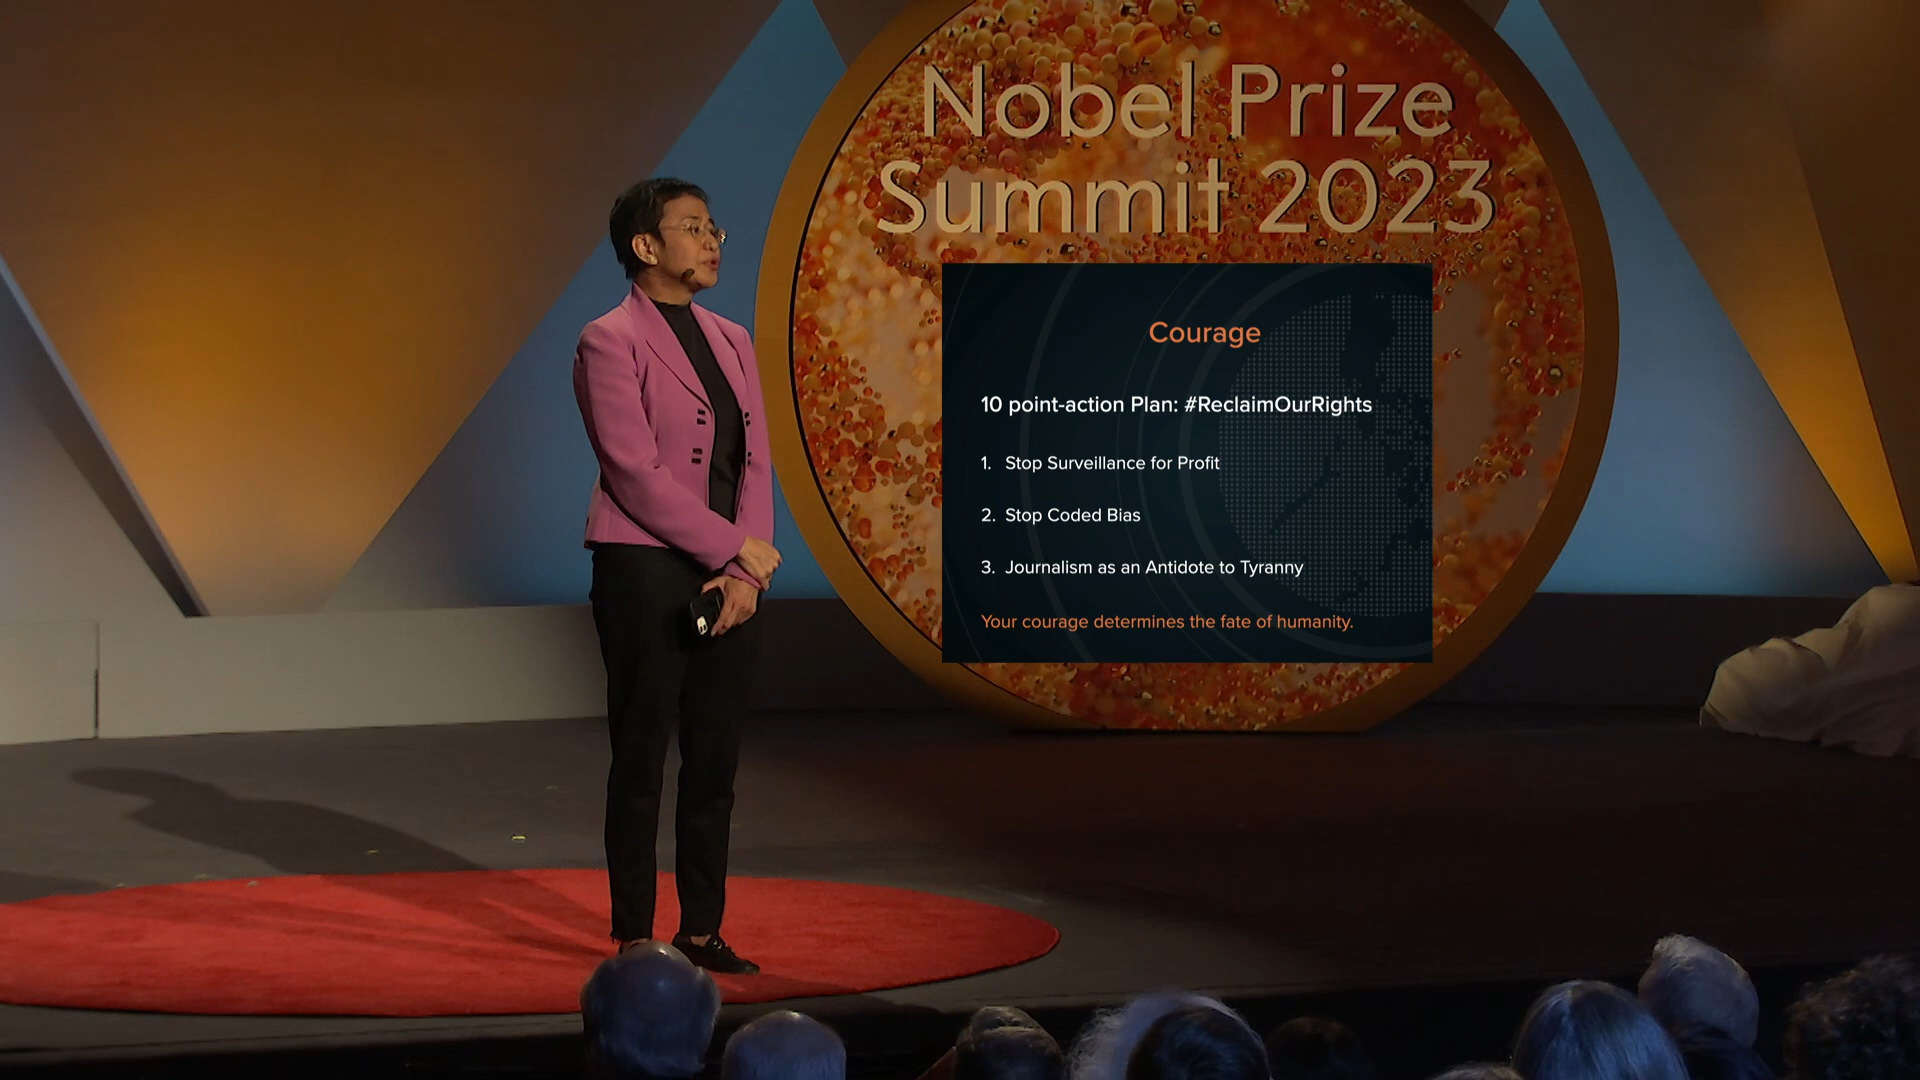 Nobel Prize
Summit 2023
Courage
10 point-action Plan: #ReclaimOurRights
1. Stop Surveillance for Profit
2. Stop Coded Bias
3. Journalism as an Antidote to Tyranny
Your courage determines the fate of humanity.